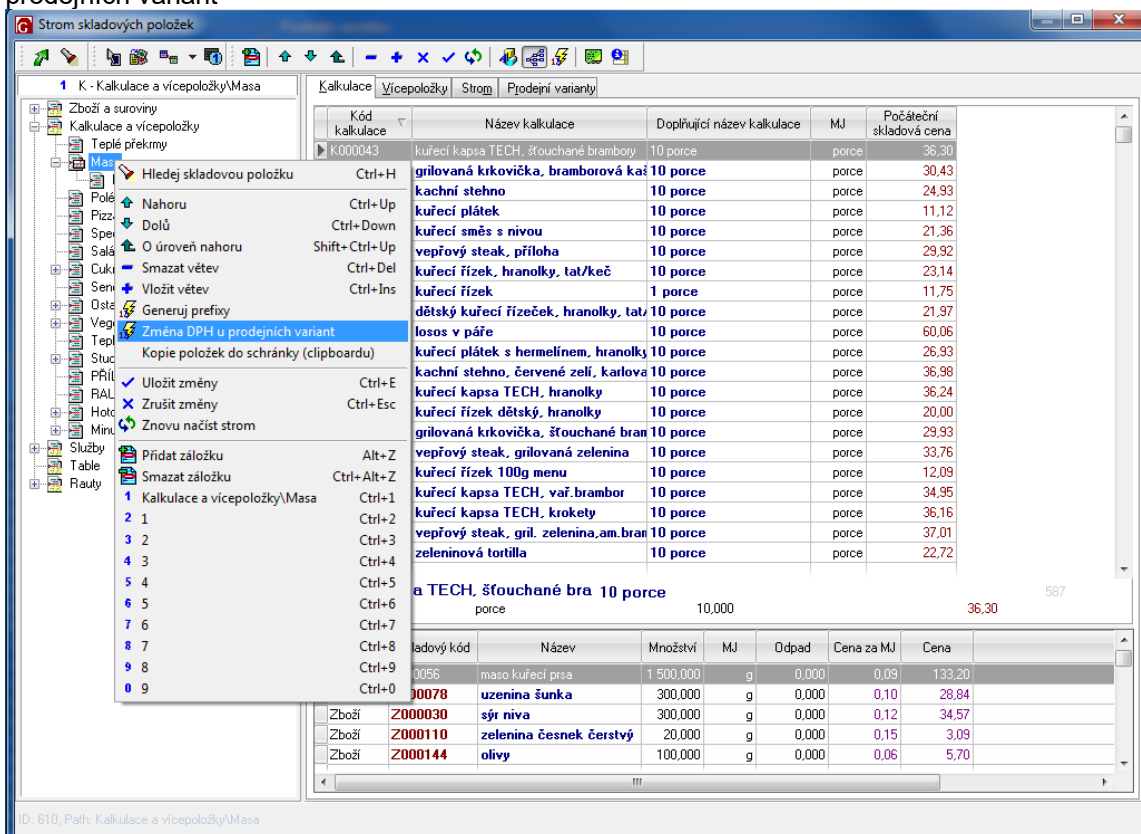 prodejních variant
Strom skladových položek
1 K - Kalkulace a vícepoložky\Masa
Kalkulace Vícepoložky Strom Prodejní varianty
Zboží a suroviny
Kalkulace a vícepoložky
Teplé překrmy
Masa
Polé
Pizz
Spe
Salá
Cukr
Send
Osta
Veg
Tepl
Stud
PŘÍL
BAL
Hoto
Minu
Služby
Table
Rauty
Hledej skladovou položku Ctrl+H
Nahoru Ctrl+Up
Dolů Ctrl+Down
O úroveň nahoru Shift+Ctrl+Up
Smazat větev Ctrl+Del
Vložit větev Ctrl+Ins
Generuj prefixy
Změna DPH u prodejních variant
Kopie položek do schránky (clipboardu)
Uložit změny Ctrl+E
Zrušit změny Ctrl+Esc
Znovu načíst strom
Přidat záložku Alt+Z
Smazat záložku Ctrl+Alt+Z
1 Kalkulace a vícepoložky\Masa Ctrl+1
2 1 Ctrl+2
3 2 Ctrl+3
4 3 Ctrl+4
5 4 Ctrl+5
6 5 Ctrl+6
7 6 Ctrl+7
8 7 Ctrl+8
9 8 Ctrl+9
0 9 Ctrl+0
Kód kalkulace Název kalkulace Doplňující název kalkulace MJ Počáteční skladová cena
K000043 kuřecí kapsa TECH, šťouchané brambory 10 porce porce 36,30
grilovaná krkovička, bramborová kaš 10 porce porce 30,43
kachní stehno 10 porce porce 24,93
kuřecí plátek 10 porce porce 11,12
kuřecí směs s nivou 10 porce porce 21,36
vepřový steak, příloha 10 porce porce 29,92
kuřecí řízek, hranolky, tat/keč 10 porce porce 23,14
kuřecí řízek 1 porce porce 11,75
dětský kuřecí řízeček, hranolky, tat/ 10 porce porce 21,97
losos v páře 10 porce porce 60,06
kuřecí plátek s hermelínem, hranolky 10 porce porce 26,93
kachní stehno, červené zelí, karlova 10 porce porce 36,98
kuřecí kapsa TECH, hranolky 10 porce porce 36,24
kuřecí řízek dětský, hranolky 10 porce porce 20,00
grilovaná krkovička, šťouchané bran 10 porce porce 29,93
vepřový steak, grilovaná zelenina 10 porce porce 33,76
kuřecí řízek 100g menu 10 porce porce 12,09
kuřecí kapsa TECH, vař.brambor 10 porce porce 34,95
kuřecí kapsa TECH, krokety 10 porce porce 36,16
vepřový steak, gril. zelenina,am.bran 10 porce porce 37,01
zeleninová tortilla 10 porce porce 22,72
a TECH, šťouchané bra 10 porce 587
porce 10,000 36,30
ladový kód Název Množství MJ Odpad Cena za MJ Cena
0056 maso kuřecí prsa 1 500,000 g 0,000 0,09 133,20
00078 uzenina šunka 300,000 g 0,000 0,10 28,84
Zboží Z000030 sýr niva 300,000 g 0,000 0,12 34,57
Zboží Z000110 zelenina česnek čerstvý 20,000 g 0,000 0,15 3,09
Zboží Z000144 olivy 100,000 g 0,000 0,06 5,70
ID: 610, Path: Kalkulace a vícepoložky\Masa